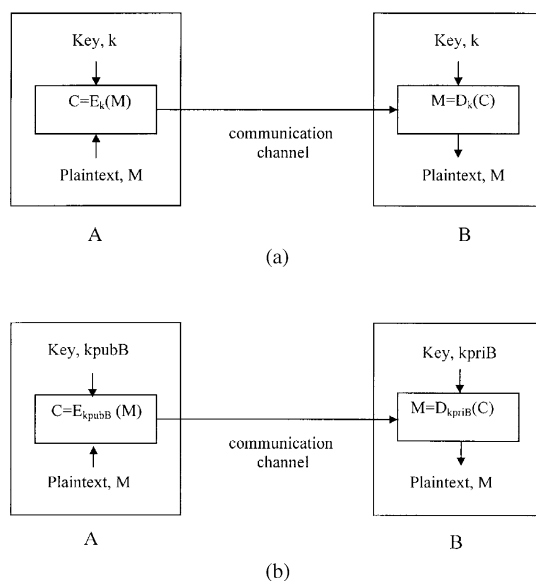 Key, k
C=Ek(M)
Plaintext, M
A
communication
channel
Key, k
M=Dk(C)
Plaintext, M
B
(a)
Key, kpubB
C=EkpubB (M)
Plaintext, M
A
communication
channel
Key, kpriB
M=DkpriB(C)
Plaintext, M
B
(b)